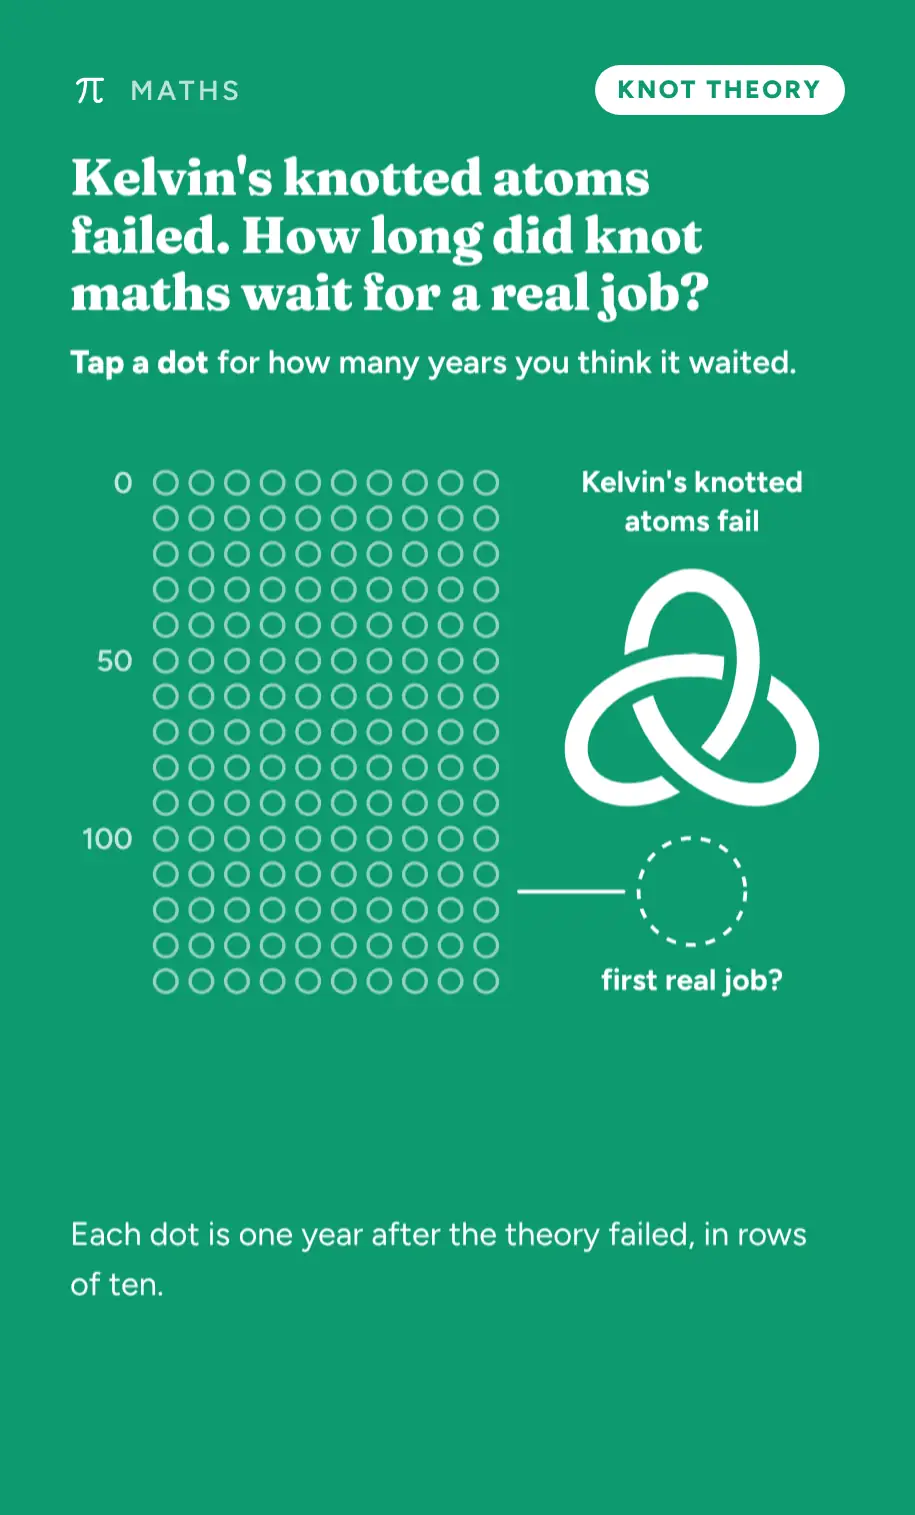 π MATHS
KNOT THEORY
Kelvin's knotted atoms
failed. How long did knot
maths wait for a real job?
Tap a dot for how many years you think it waited.
0
50
100
Kelvin's knotted
atoms fail
first real job?
Each dot is one year after the theory failed, in rows
of ten.